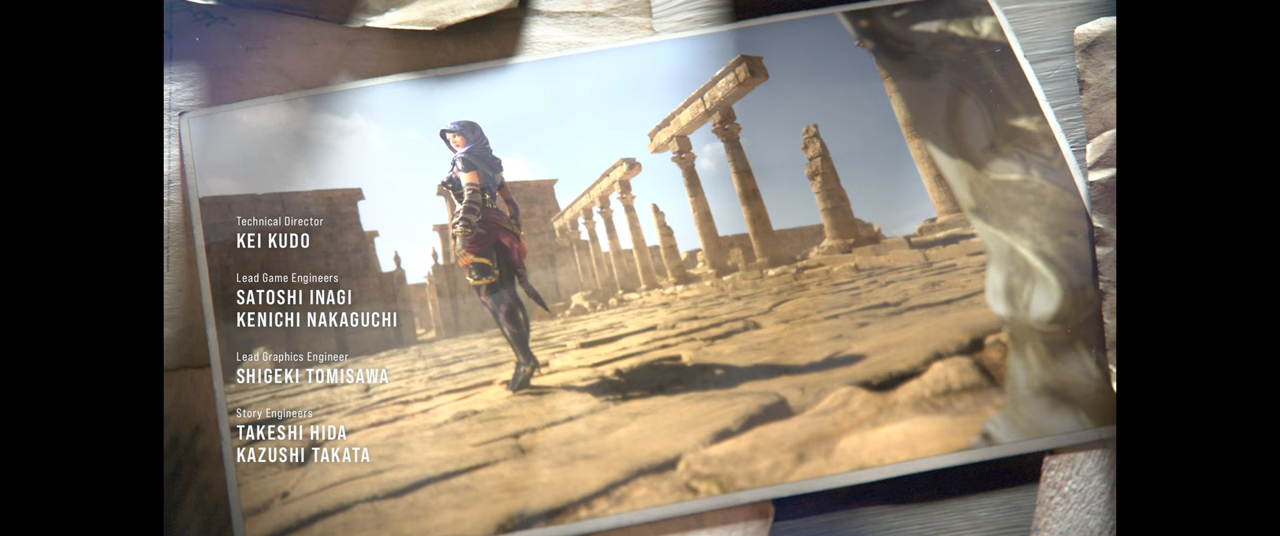 Technical Director
KEI KUDO
Lead Game Engineers
SATOSHI INAGI
KENICHI NAKAGUCHI
Lead Graphics Engineer
SHIGEKI TOMISAWA
Story Engineers
TAKESHI HIDA
KAZUSHI TAKATA